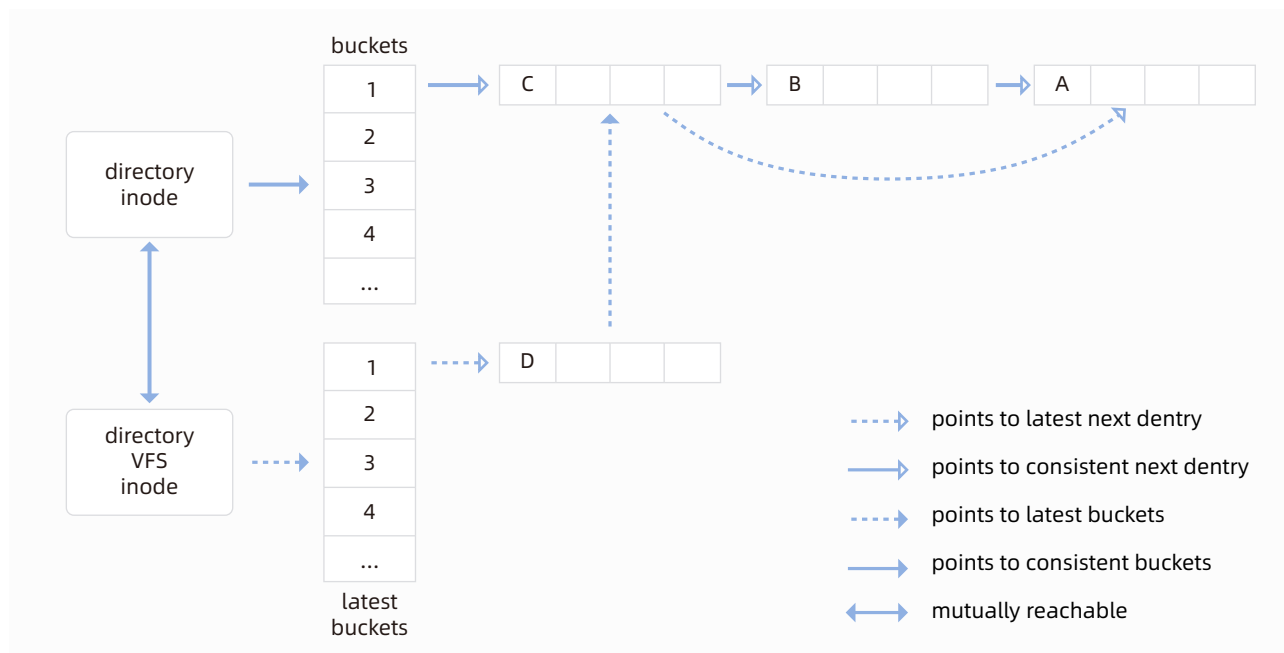 buckets
1
2
3
4
...
C
B
A
directory
inode
directory
VFS
inode
1
2
3
4
...
latest
buckets
D
points to latest next dentry
points to consistent next dentry
points to latest buckets
points to consistent buckets
mutually reachable